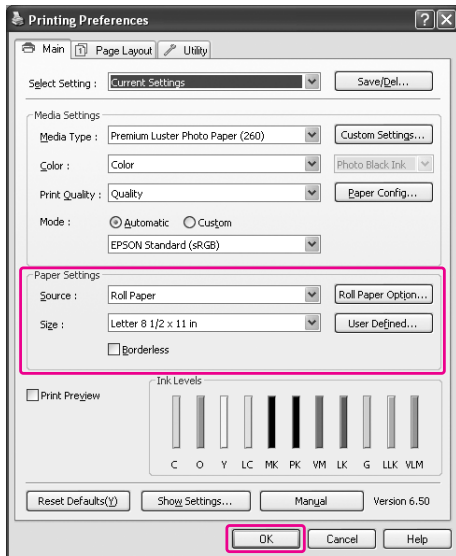 Printing Preferences
Main Page Layout Utility
Select Setting : Current Settings Save/Del...
Media Settings
Media Type : Premium Luster Photo Paper (260) Custom Settings...
Color : Color Photo Black Ink
Print Quality : Quality Paper Config...
Mode : Automatic Custom
EPSON Standard (sRGB)
Paper Settings
Source : Roll Paper Roll Paper Option...
Size : Letter 8 1/2 x 11 in User Defined...
Borderless
Print Preview
Ink Levels
C O Y LC MK PK VM LK G LLK VLM
Reset Defaults(Y) Show Settings... Manual Version 6.50
OK Cancel Help